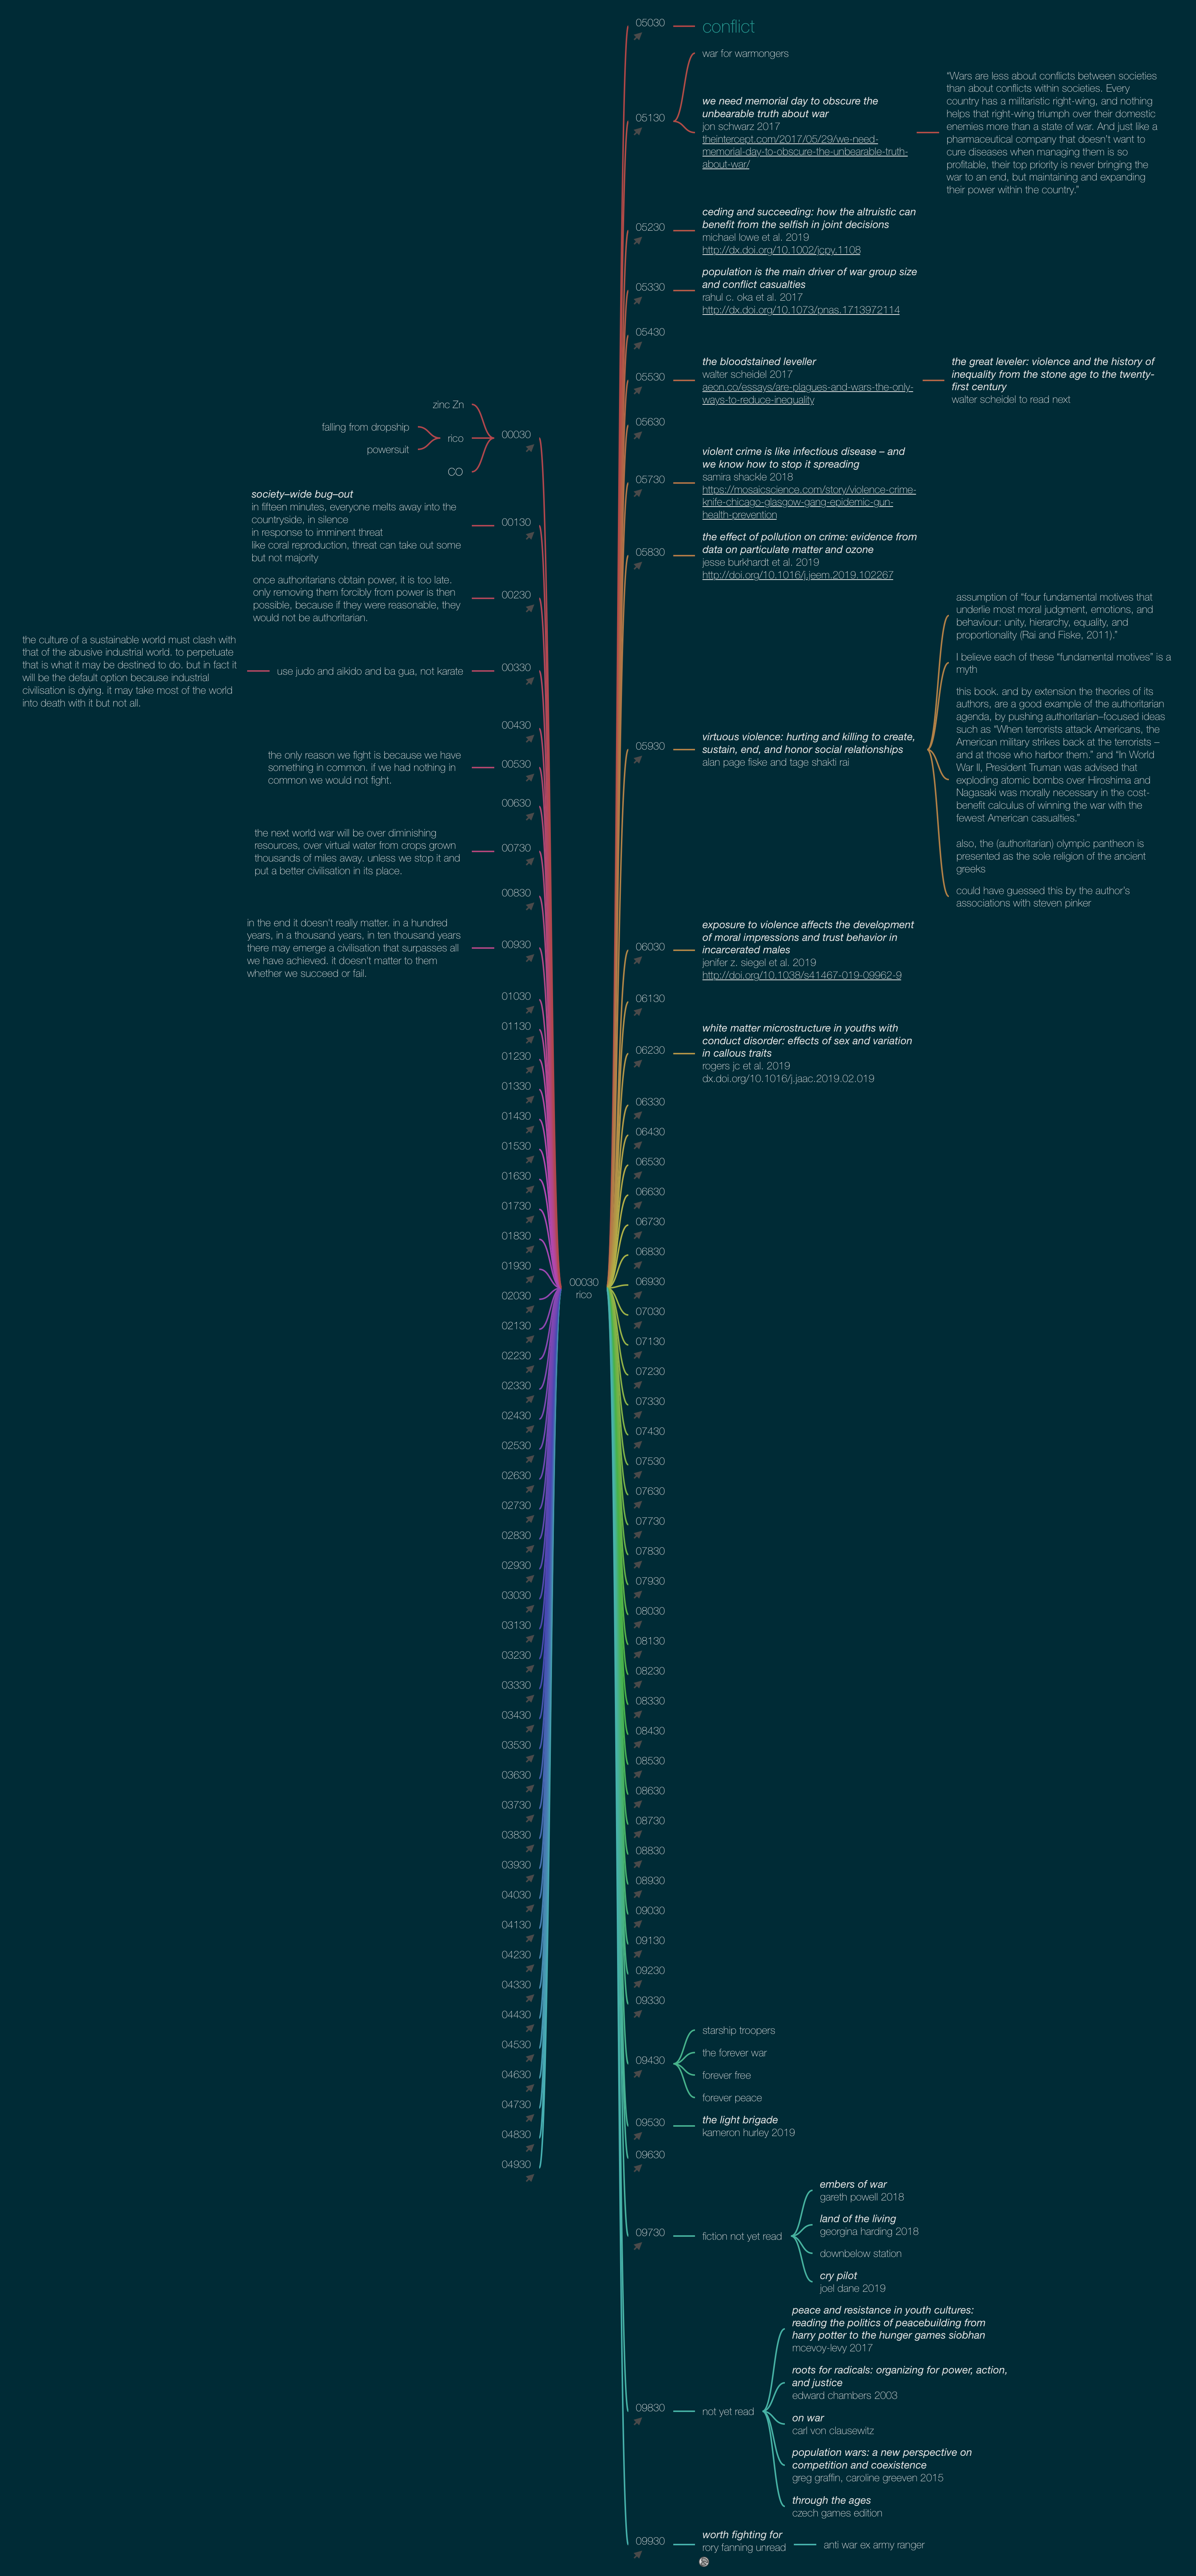 00030
rico
zinc Zn
falling from dropship
powersuit
rico
CO
00030
society–wide bug–out
in fifteen minutes, everyone melts away into the
countryside, in silence
in response to imminent threat
like coral reproduction, threat can take out some
but not majority
00130
once authoritarians obtain power, it is too late.
only removing them forcibly from power is then
possible, because if they were reasonable, they
would not be authoritarian.
00230
the culture of a sustainable world must clash with
that of the abusive industrial world. to perpetuate
that is what it may be destined to do. but in fact it
will be the default option because industrial
civilisation is dying. it may take most of the world
into death with it but not all.
use judo and aikido and ba gua, not karate
00330
00430
the only reason we fight is because we have
something in common. if we had nothing in
common we would not fight.
00530
00630
the next world war will be over diminishing
resources, over virtual water from crops grown
thousands of miles away. unless we stop it and
put a better civilisation in its place.
00730
00830
in the end it doesn't really matter. in a hundred
years, in a thousand years, in ten thousand years
there may emerge a civilisation that surpasses all
we have achieved. it doesn't matter to them
whether we succeed or fail.
00930
01030
01130
01230
01330
01430
01530
01630
01730
01830
01930
02030
02130
02230
02330
02430
02530
02630
02730
02830
02930
03030
03130
03230
03330
03430
03530
03630
03730
03830
03930
04030
04130
04230
04330
04430
04530
04630
04730
04830
04930
05030
conflict
05130
war for warmongers
we need memorial day to obscure the
unbearable truth about war
jon schwarz 2017
theintercept.com/2017/05/29/we-need-
memorial-day-to-obscure-the-unbearable-truth-
about-war/
"Wars are less about conflicts between societies
than about conflicts within societies. Every
country has a militaristic right-wing, and nothing
helps that right-wing triumph over their domestic
enemies more than a state of war. And just like a
pharmaceutical company that doesn't want to
cure diseases when managing them is so
profitable, their top priority is never bringing the
war to an end, but maintaining and expanding
their power within the country."
05230
ceding and succeeding: how the altruistic can
benefit from the selfish in joint decisions
michael lowe et al. 2019
http://dx.doi.org/10.1002/jcpy.1108
05330
population is the main driver of war group size
and conflict casualties
rahul c. oka et al. 2017
http://dx.doi.org/10.1073/pnas.1713972114
05430
05530
the bloodstained leveller
walter scheidel 2017
aeon.co/essays/are-plagues-and-wars-the-only-
ways-to-reduce-inequality
the great leveler: violence and the history of
inequality from the stone age to the twenty-
first century
walter scheidel to read next
05630
05730
violent crime is like infectious disease – and
we know how to stop it spreading
samira shackle 2018
https://mosaicscience.com/story/violence-crime-
knife-chicago-glasgow-gang-epidemic-gun-
health-prevention
05830
the effect of pollution on crime: evidence from
data on particulate matter and ozone
jesse burkhardt et al. 2019
http://doi.org/10.1016/j.jeem.2019.102267
05930
virtuous violence: hurting and killing to create,
sustain, end, and honor social relationships
alan page fiske and tage shakti rai
assumption of "four fundamental motives that
underlie most moral judgment, emotions, and
behaviour: unity, hierarchy, equality, and
proportionality (Rai and Fiske, 2011)."
I believe each of these "fundamental motives" is a
myth
this book. and by extension the theories of its
authors, are a good example of the authoritarian
agenda, by pushing authoritarian–focused ideas
such as "When terrorists attack Americans, the
American military strikes back at the terrorists –
and at those who harbor them." and "In World
War II, President Truman was advised that
exploding atomic bombs over Hiroshima and
Nagasaki was morally necessary in the cost-
benefit calculus of winning the war with the
fewest American casualties."
also, the (authoritarian) olympic pantheon is
presented as the sole religion of the ancient
greeks
could have guessed this by the author's
associations with steven pinker
06030
exposure to violence affects the development
of moral impressions and trust behavior in
incarcerated males
jenifer z. siegel et al. 2019
http://doi.org/10.1038/s41467-019-09962-9
06130
06230
white matter microstructure in youths with
conduct disorder: effects of sex and variation
in callous traits
rogers jc et al. 2019
dx.doi.org/10.1016/j.jaac.2019.02.019
06330
06430
06530
06630
06730
06830
06930
07030
07130
07230
07330
07430
07530
07630
07730
07830
07930
08030
08130
08230
08330
08430
08530
08630
08730
08830
08930
09030
09130
09230
09330
09430
starship troopers
the forever war
forever free
forever peace
09530
the light brigade
kameron hurley 2019
09630
09730
fiction not yet read
embers of war
gareth powell 2018
land of the living
georgina harding 2018
downbelow station
cry pilot
joel dane 2019
09830
not yet read
peace and resistance in youth cultures:
reading the politics of peacebuilding from
harry potter to the hunger games siobhan
mcevoy-levy 2017
roots for radicals: organizing for power, action,
and justice
edward chambers 2003
on war
carl von clausewitz
population wars: a new perspective on
competition and coexistence
greg graffin, caroline greeven 2015
through the ages
czech games edition
09930
worth fighting for
rory fanning unread
anti war ex army ranger